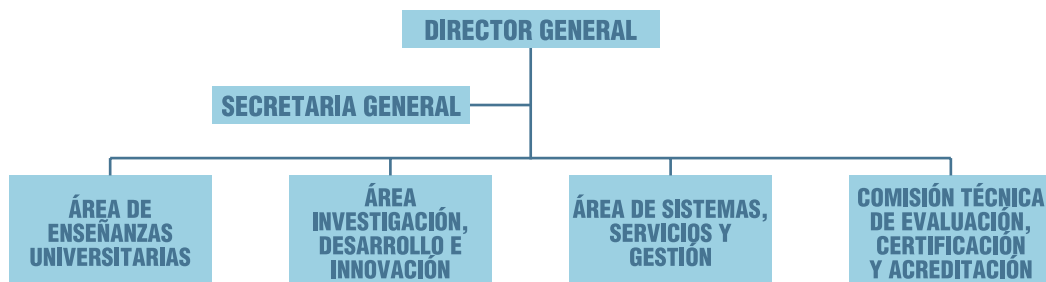 DIRECTOR GENERAL
SECRETARIA GENERAL
ÁREA DE
ENSEÑANZAS
UNIVERSITARIAS
ÁREA
INVESTIGACIÓN,
DESARROLLO E
INNOVACIÓN
ÁREA DE SISTEMAS,
SERVICIOS Y
GESTIÓN
COMISIÓN TÉCNICA
DE EVALUACIÓN,
CERTIFICACIÓN
Y ACREDITACIÓN